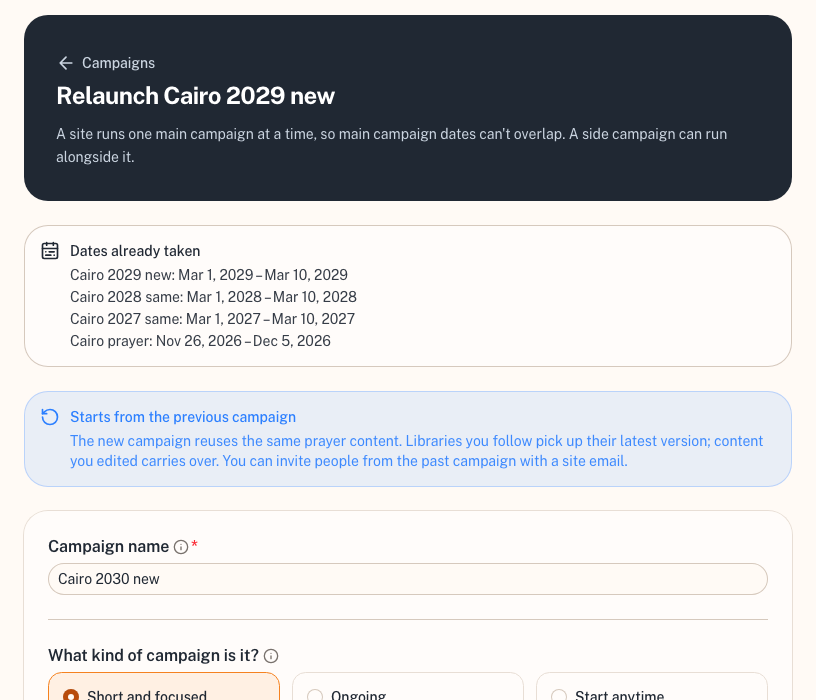 Campaigns
Relaunch Cairo 2029 new
A site runs one main campaign at a time, so main campaign dates can't overlap. A side campaign can run
alongside it.
Dates already taken
Cairo 2029 new: Mar 1, 2029 – Mar 10, 2029
Cairo 2028 same: Mar 1, 2028 – Mar 10, 2028
Cairo 2027 same: Mar 1, 2027 – Mar 10, 2027
Cairo prayer: Nov 26, 2026 – Dec 5, 2026
Starts from the previous campaign
The new campaign reuses the same prayer content. Libraries you follow pick up their latest version; content
you edited carries over. You can invite people from the past campaign with a site email.
Campaign name *
Cairo 2030 new
What kind of campaign is it?
Short and focused
Ongoing
Start anytime